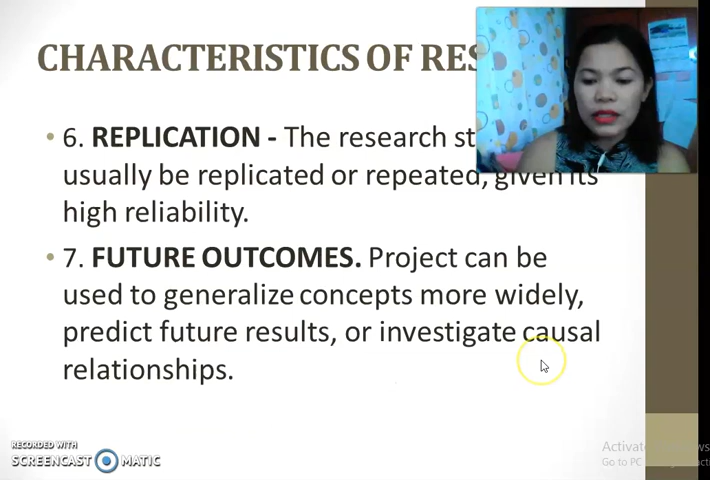 CHARACTERISTICS OF RES
• 6. REPLICATION - The research st
usually be replicated or repeated, given its
high reliability.
• 7. FUTURE OUTCOMES. Project can be
used to generalize concepts more widely,
predict future results, or investigate causal
relationships.
RECORDED WITH
SCREENCAST MATIC
Activate
Go to PC